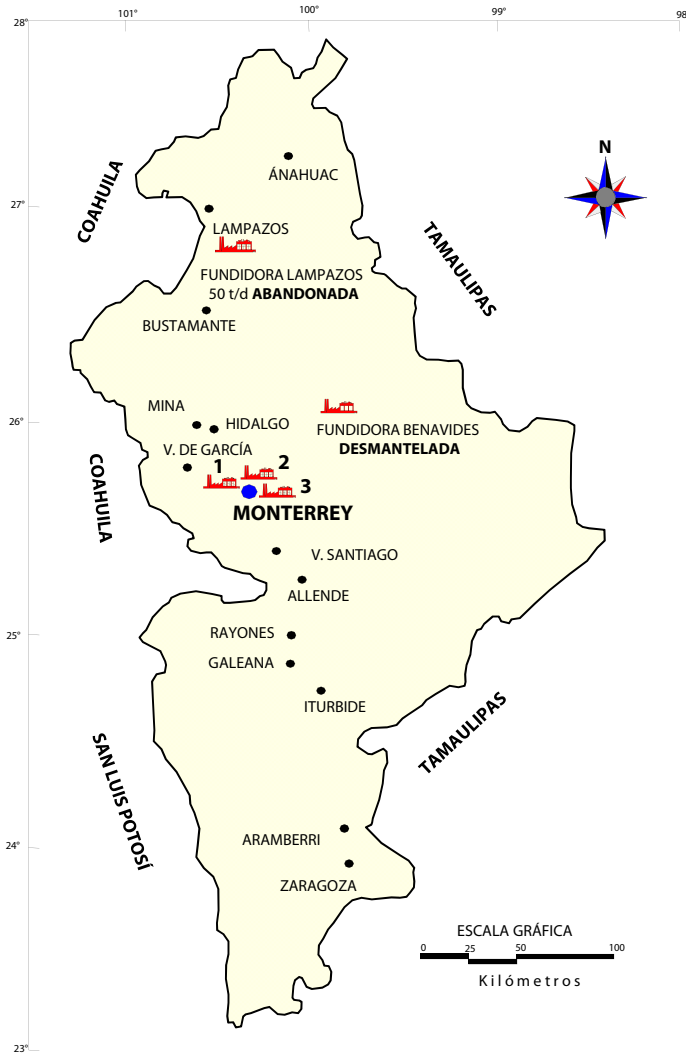 101°
100°
99°
98
28°
N
COAHUILA
ÁNAHUAC
27°
LAMPAZOS
TAMAULIPAS
FUNDIDORA LAMPAZOS
50 t/d ABANDONADA
BUSTAMANTE
MINA
HIDALGO
26°
FUNDIDORA BENAVIDES
DESMANTELADA
V. DE GARCÍA
1
2
3
COAHUILA
MONTERREY
V. SANTIAGO
ALLENDE
25°
RAYONES
GALEANA
ITURBIDE
TAMAULIPAS
SAN LUIS POTOSÍ
ARAMBERRI
24°
ZARAGOZA
ESCALA GRÁFICA
0 25 50 100
Kilómetros
23°